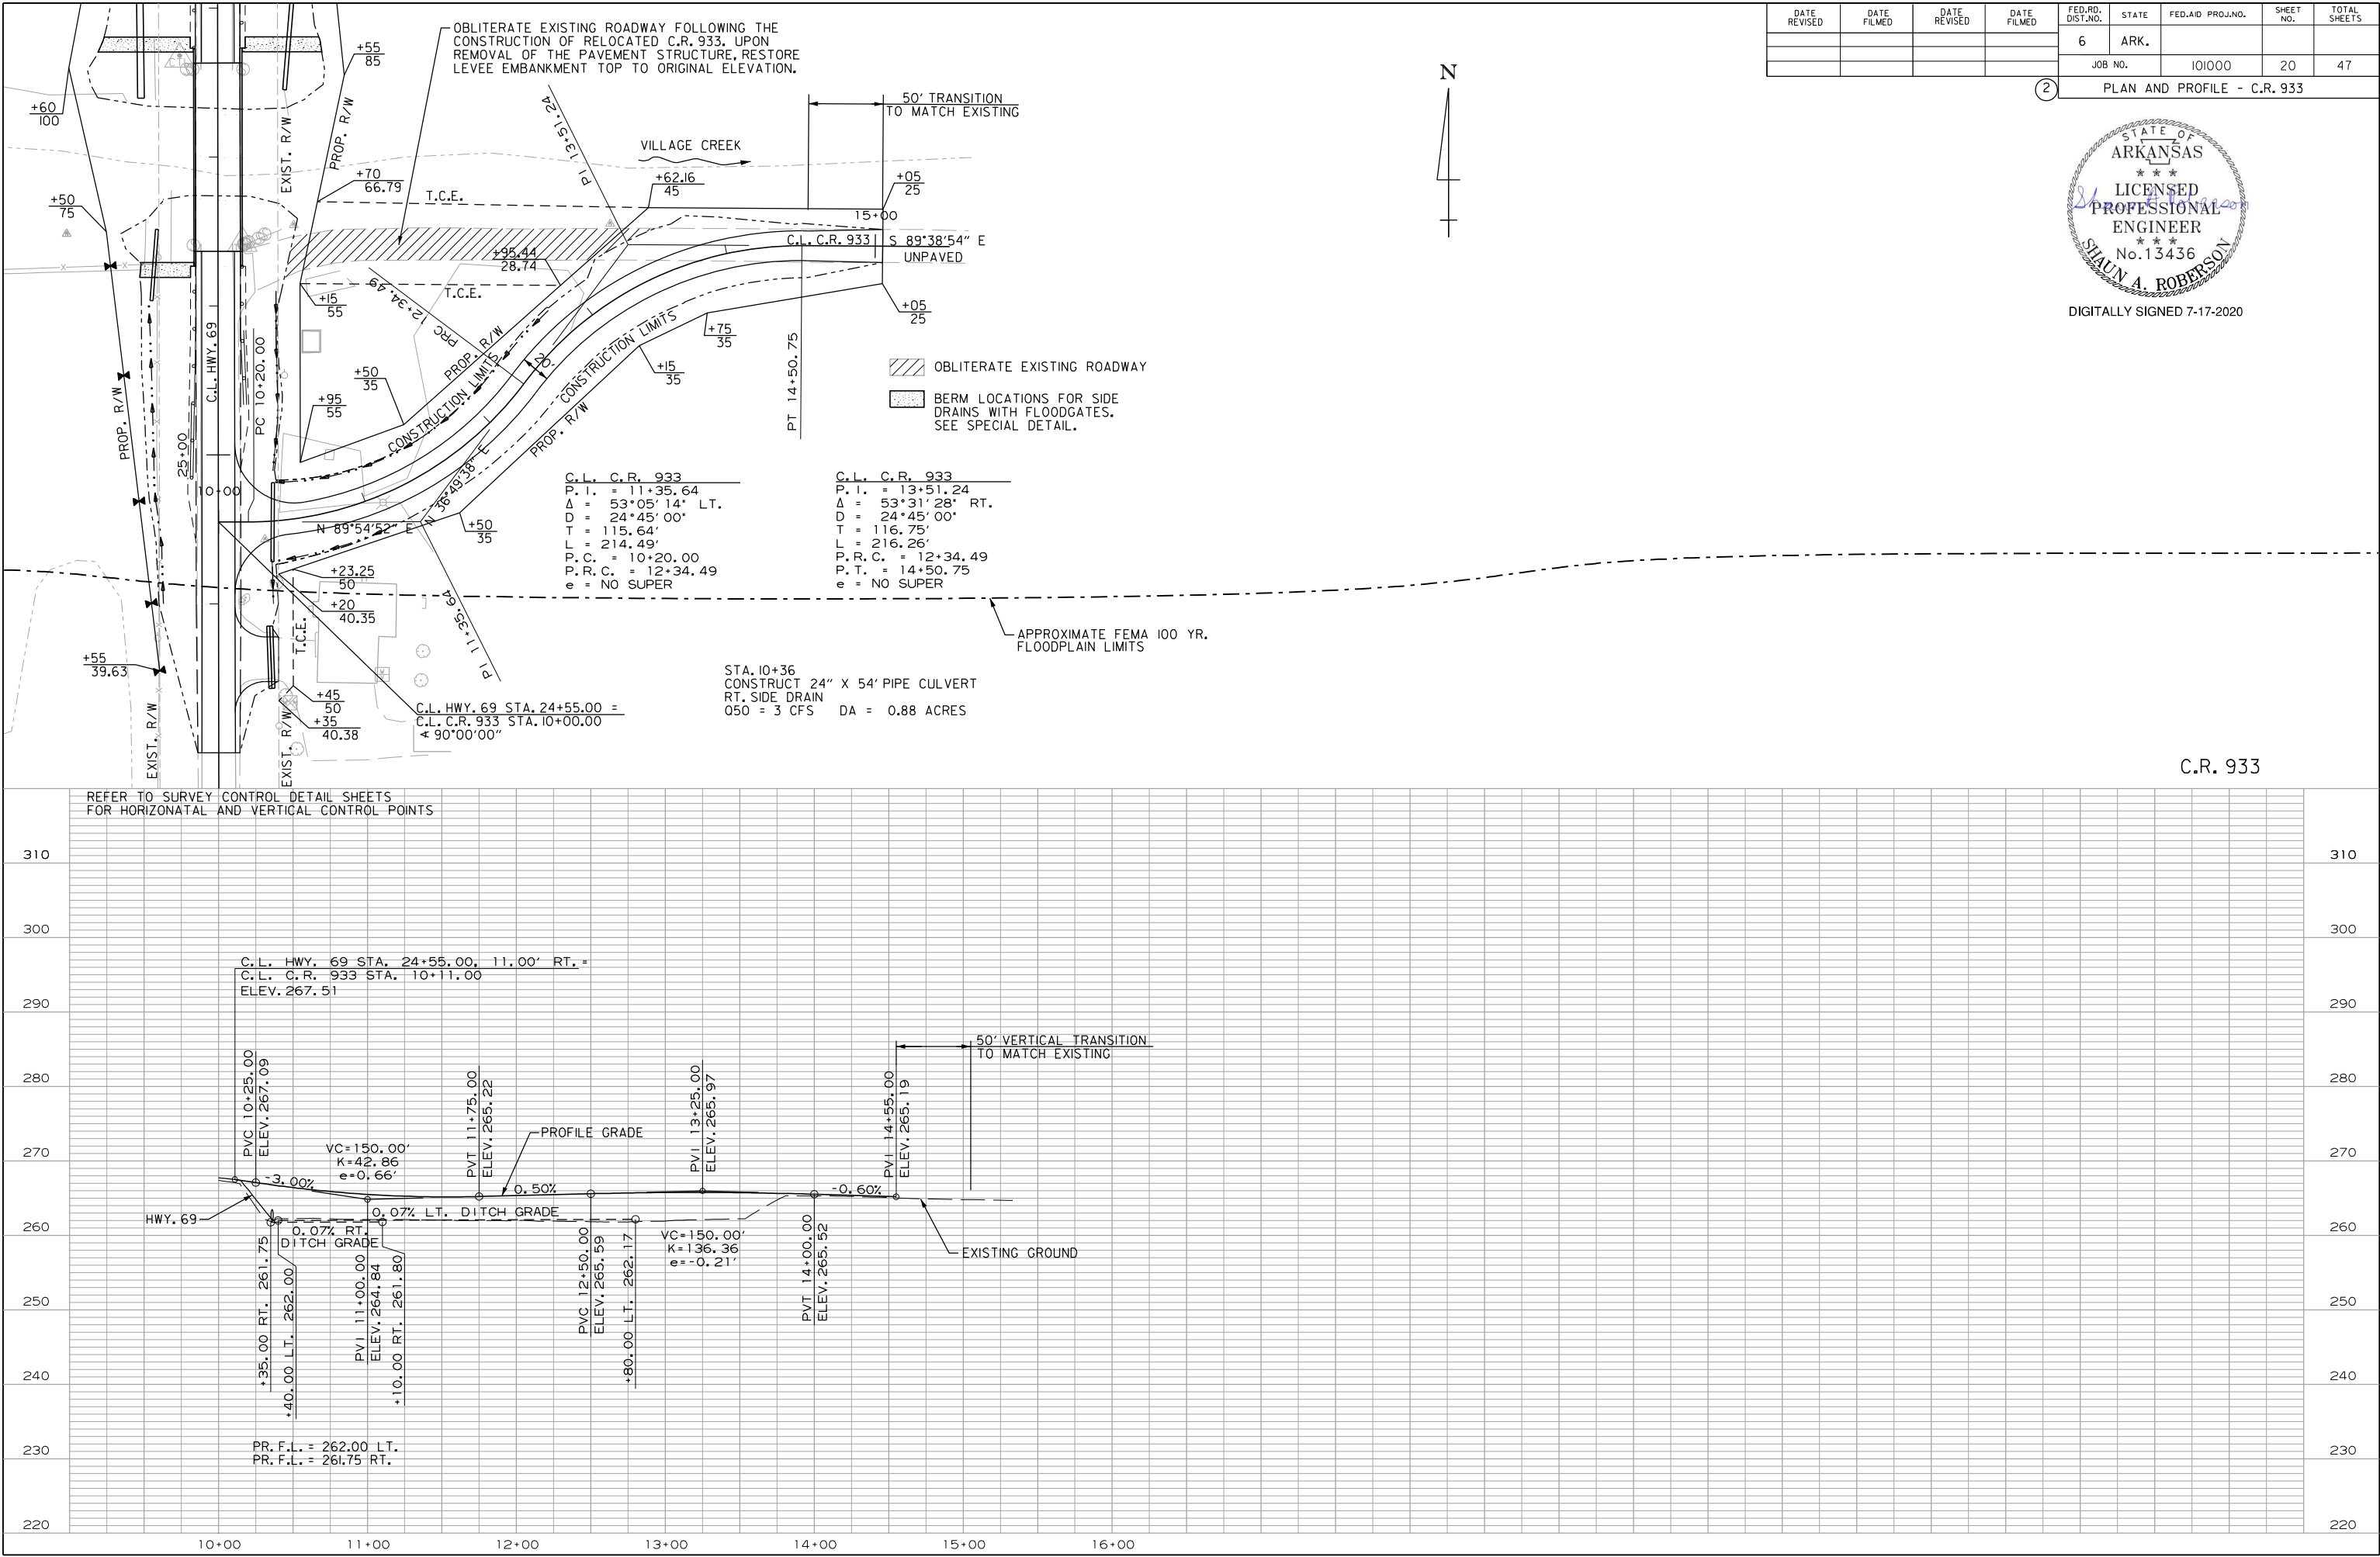 DATE REVISED
DATE FILMED
DATE REVISED
DATE FILMED
FED.RD. DIST.NO.
STATE
FED.AID PROJ.NO.
SHEET NO.
TOTAL SHEETS
6
ARK.
JOB NO.
101000
20
47
2
PLAN AND PROFILE - C.R. 933
STATE OF
ARKANSAS
* * *
LICENSED
PROFESSIONAL
ENGINEER
* * *
No.13436
SHAUN A. ROBERSON
DIGITALLY SIGNED 7-17-2020
N
OBLITERATE EXISTING ROADWAY FOLLOWING THE
CONSTRUCTION OF RELOCATED C.R. 933. UPON
REMOVAL OF THE PAVEMENT STRUCTURE, RESTORE
LEVEE EMBANKMENT TOP TO ORIGINAL ELEVATION.
+55
85
+60
100
PROP. R/W
EXIST. R/W
PI 13+51.24
50' TRANSITION
TO MATCH EXISTING
VILLAGE CREEK
+70
66.79
T.C.E.
+62.16
45
+05
25
+50
75
15+00
C.L. C.R. 933
S 89°38'54" E
UNPAVED
+95.44
28.74
T.C.E.
+15
55
PRC 12+34.49
+05
25
C.L. HWY. 69
PC 10+20.00
PROP. R/W
CONSTRUCTION LIMITS
20'
CONSTRUCTION LIMITS
PROP. R/W
+75
35
+15
35
PT 14+50.75
+50
35
+95
55
OBLITERATE EXISTING ROADWAY
BERM LOCATIONS FOR SIDE
DRAINS WITH FLOODGATES.
SEE SPECIAL DETAIL.
PROP. R/W
25+00
10+00
N 89°54'52" E
N 36°49'38" E
+50
35
C.L. C.R. 933
P.I. = 11+35.64
Δ = 53°05'14" LT.
D = 24°45'00"
T = 115.64'
L = 214.49'
P.C. = 10+20.00
P.R.C. = 12+34.49
e = NO SUPER
C.L. C.R. 933
P.I. = 13+51.24
Δ = 53°31'28" RT.
D = 24°45'00"
T = 116.75'
L = 216.26'
P.R.C. = 12+34.49
P.T. = 14+50.75
e = NO SUPER
+23.25
50
+20
40.35
T.C.E.
PI 11+35.64
APPROXIMATE FEMA 100 YR.
FLOODPLAIN LIMITS
+55
39.63
EXIST. R/W
EXIST. R/W
+45
50
+35
40.38
C.L. HWY. 69 STA. 24+55.00 =
C.L. C.R. 933 STA. 10+00.00
∢ 90°00'00"
STA. 10+36
CONSTRUCT 24" X 54' PIPE CULVERT
RT. SIDE DRAIN
Q50 = 3 CFS DA = 0.88 ACRES
C.R. 933
REFER TO SURVEY CONTROL DETAIL SHEETS
FOR HORIZONATAL AND VERTICAL CONTROL POINTS
310
310
300
300
C.L. HWY. 69 STA. 24+55.00, 11.00' RT. =
C.L. C.R. 933 STA. 10+11.00
ELEV. 267.51
290
290
50' VERTICAL TRANSITION
TO MATCH EXISTING
280
280
PVC 10+25.00
ELEV. 267.09
PVT 11+75.00
ELEV. 265.22
PVI 13+25.00
ELEV. 265.97
PVI 14+55.00
ELEV. 265.19
270
270
VC=150.00'
K=42.86
e=0.66'
PROFILE GRADE
-3.00%
0.50%
-0.60%
HWY. 69
0.07% LT. DITCH GRADE
0.07% RT.
DITCH GRADE
260
260
VC=150.00'
K=136.36
e=-0.21'
EXISTING GROUND
+35.00 RT. 261.75
+40.00 LT. 262.00
PVI 11+00.00
ELEV. 264.84
+10.00 RT. 261.80
PVC 12+50.00
ELEV. 265.59
+80.00 LT. 262.17
PVT 14+00.00
ELEV. 265.52
250
250
240
240
PR. F.L. = 262.00 LT.
PR. F.L. = 261.75 RT.
230
230
220
220
10+00
11+00
12+00
13+00
14+00
15+00
16+00